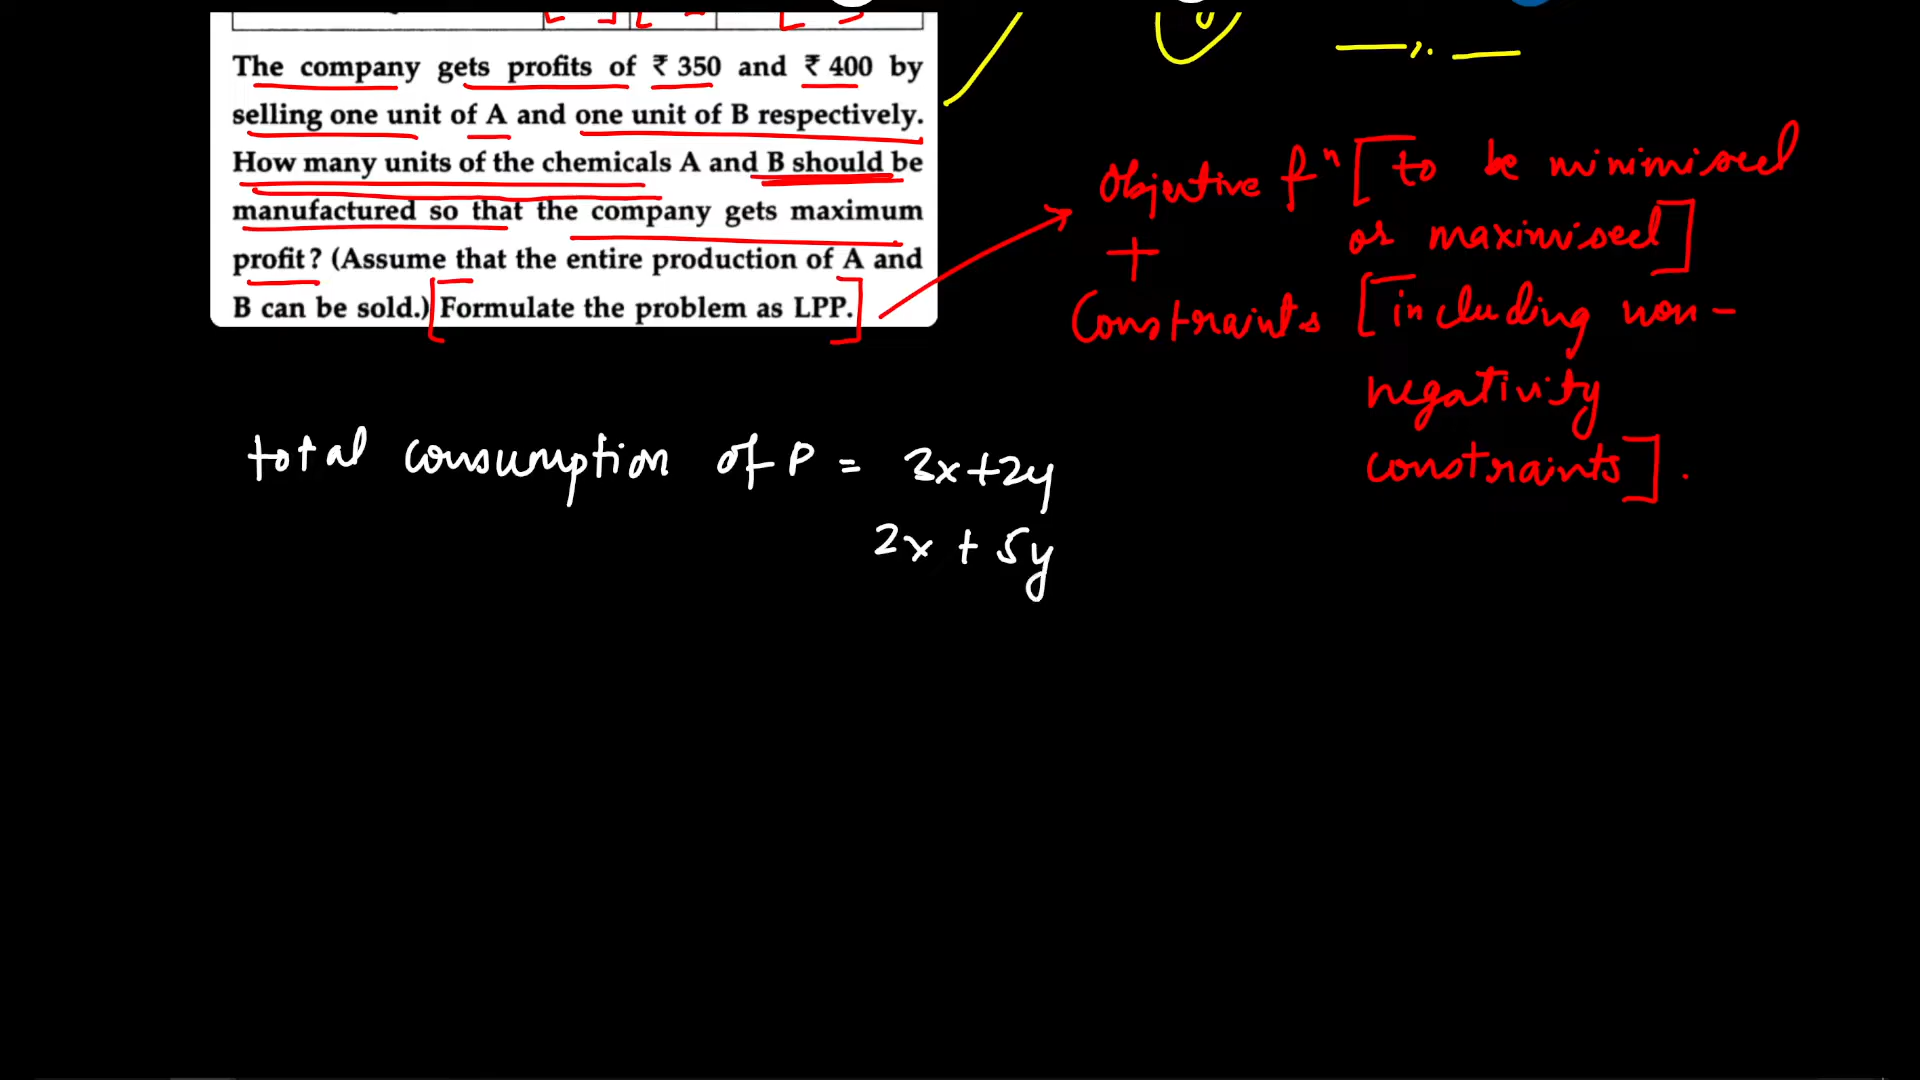 The company gets profits of ₹ 350 and ₹ 400 by
selling one unit of A and one unit of B respectively.
How many units of the chemicals A and B should be
manufactured so that the company gets maximum
profit? (Assume that the entire production of A and
B can be sold.) Formulate the problem as LPP.
Objective fⁿ [to be minimised
or maximised]
+
Constraints [including non-
negativity
constraints].
total consumption of P = 3x+2y
2x + 5y